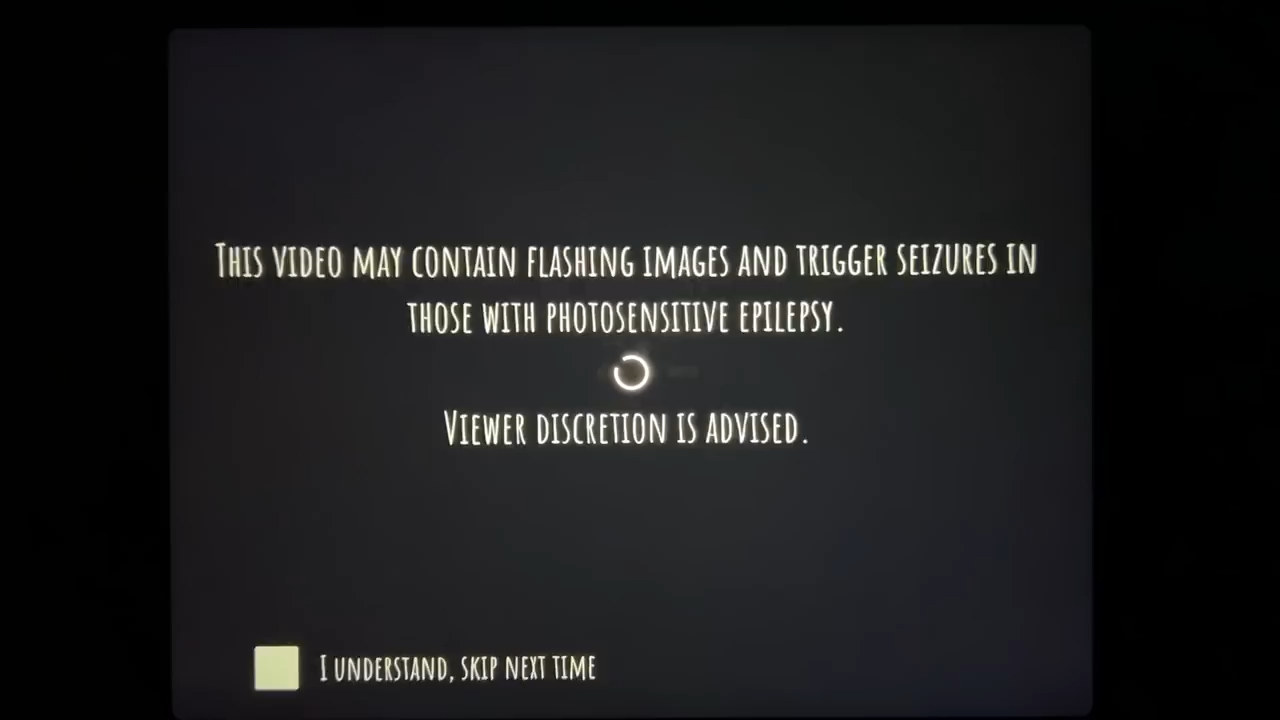 This video may contain flashing images and trigger seizures in
those with photosensitive epilepsy.
Viewer discretion is advised.
I understand, skip next time